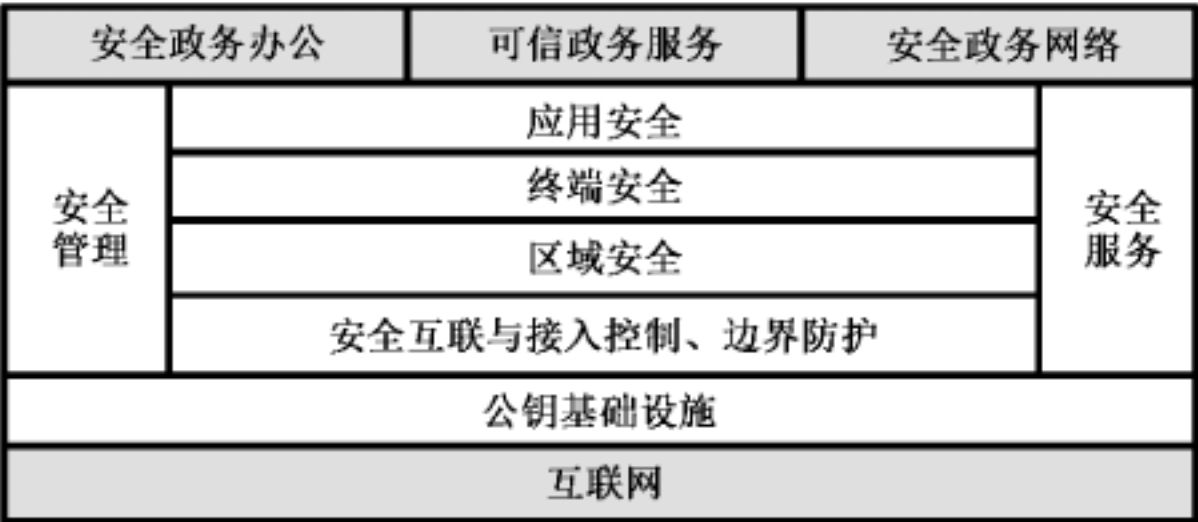 安全政务办公
可信政务服务
安全政务网络
安全
管理
应用安全
终端安全
区域安全
安全互联与接入控制、边界防护
安全
服务
公钥基础设施
互联网